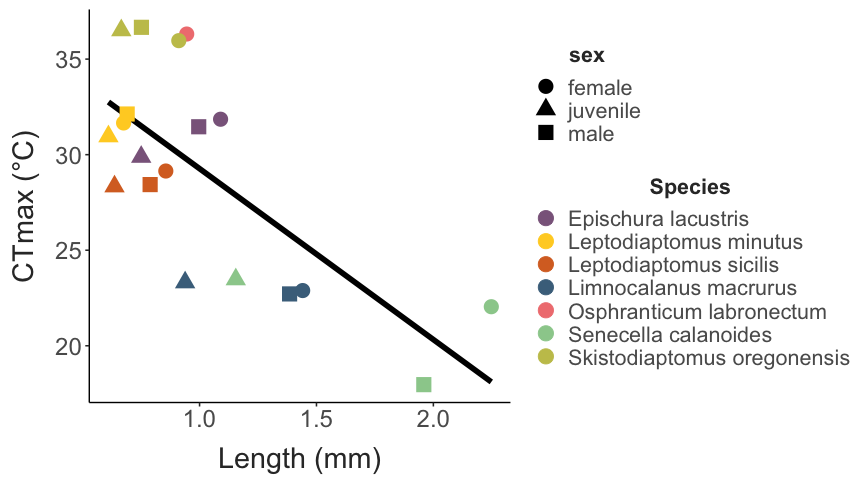 35
30
25
20
CTmax (°C)
1.0
1.5
2.0
Length (mm)
sex
female
juvenile
male
Species
Epischura lacustris
Leptodiaptomus minutus
Leptodiaptomus sicilis
Limnocalanus macrurus
Osphranticum labronectum
Senecella calanoides
Skistodiaptomus oregonensis